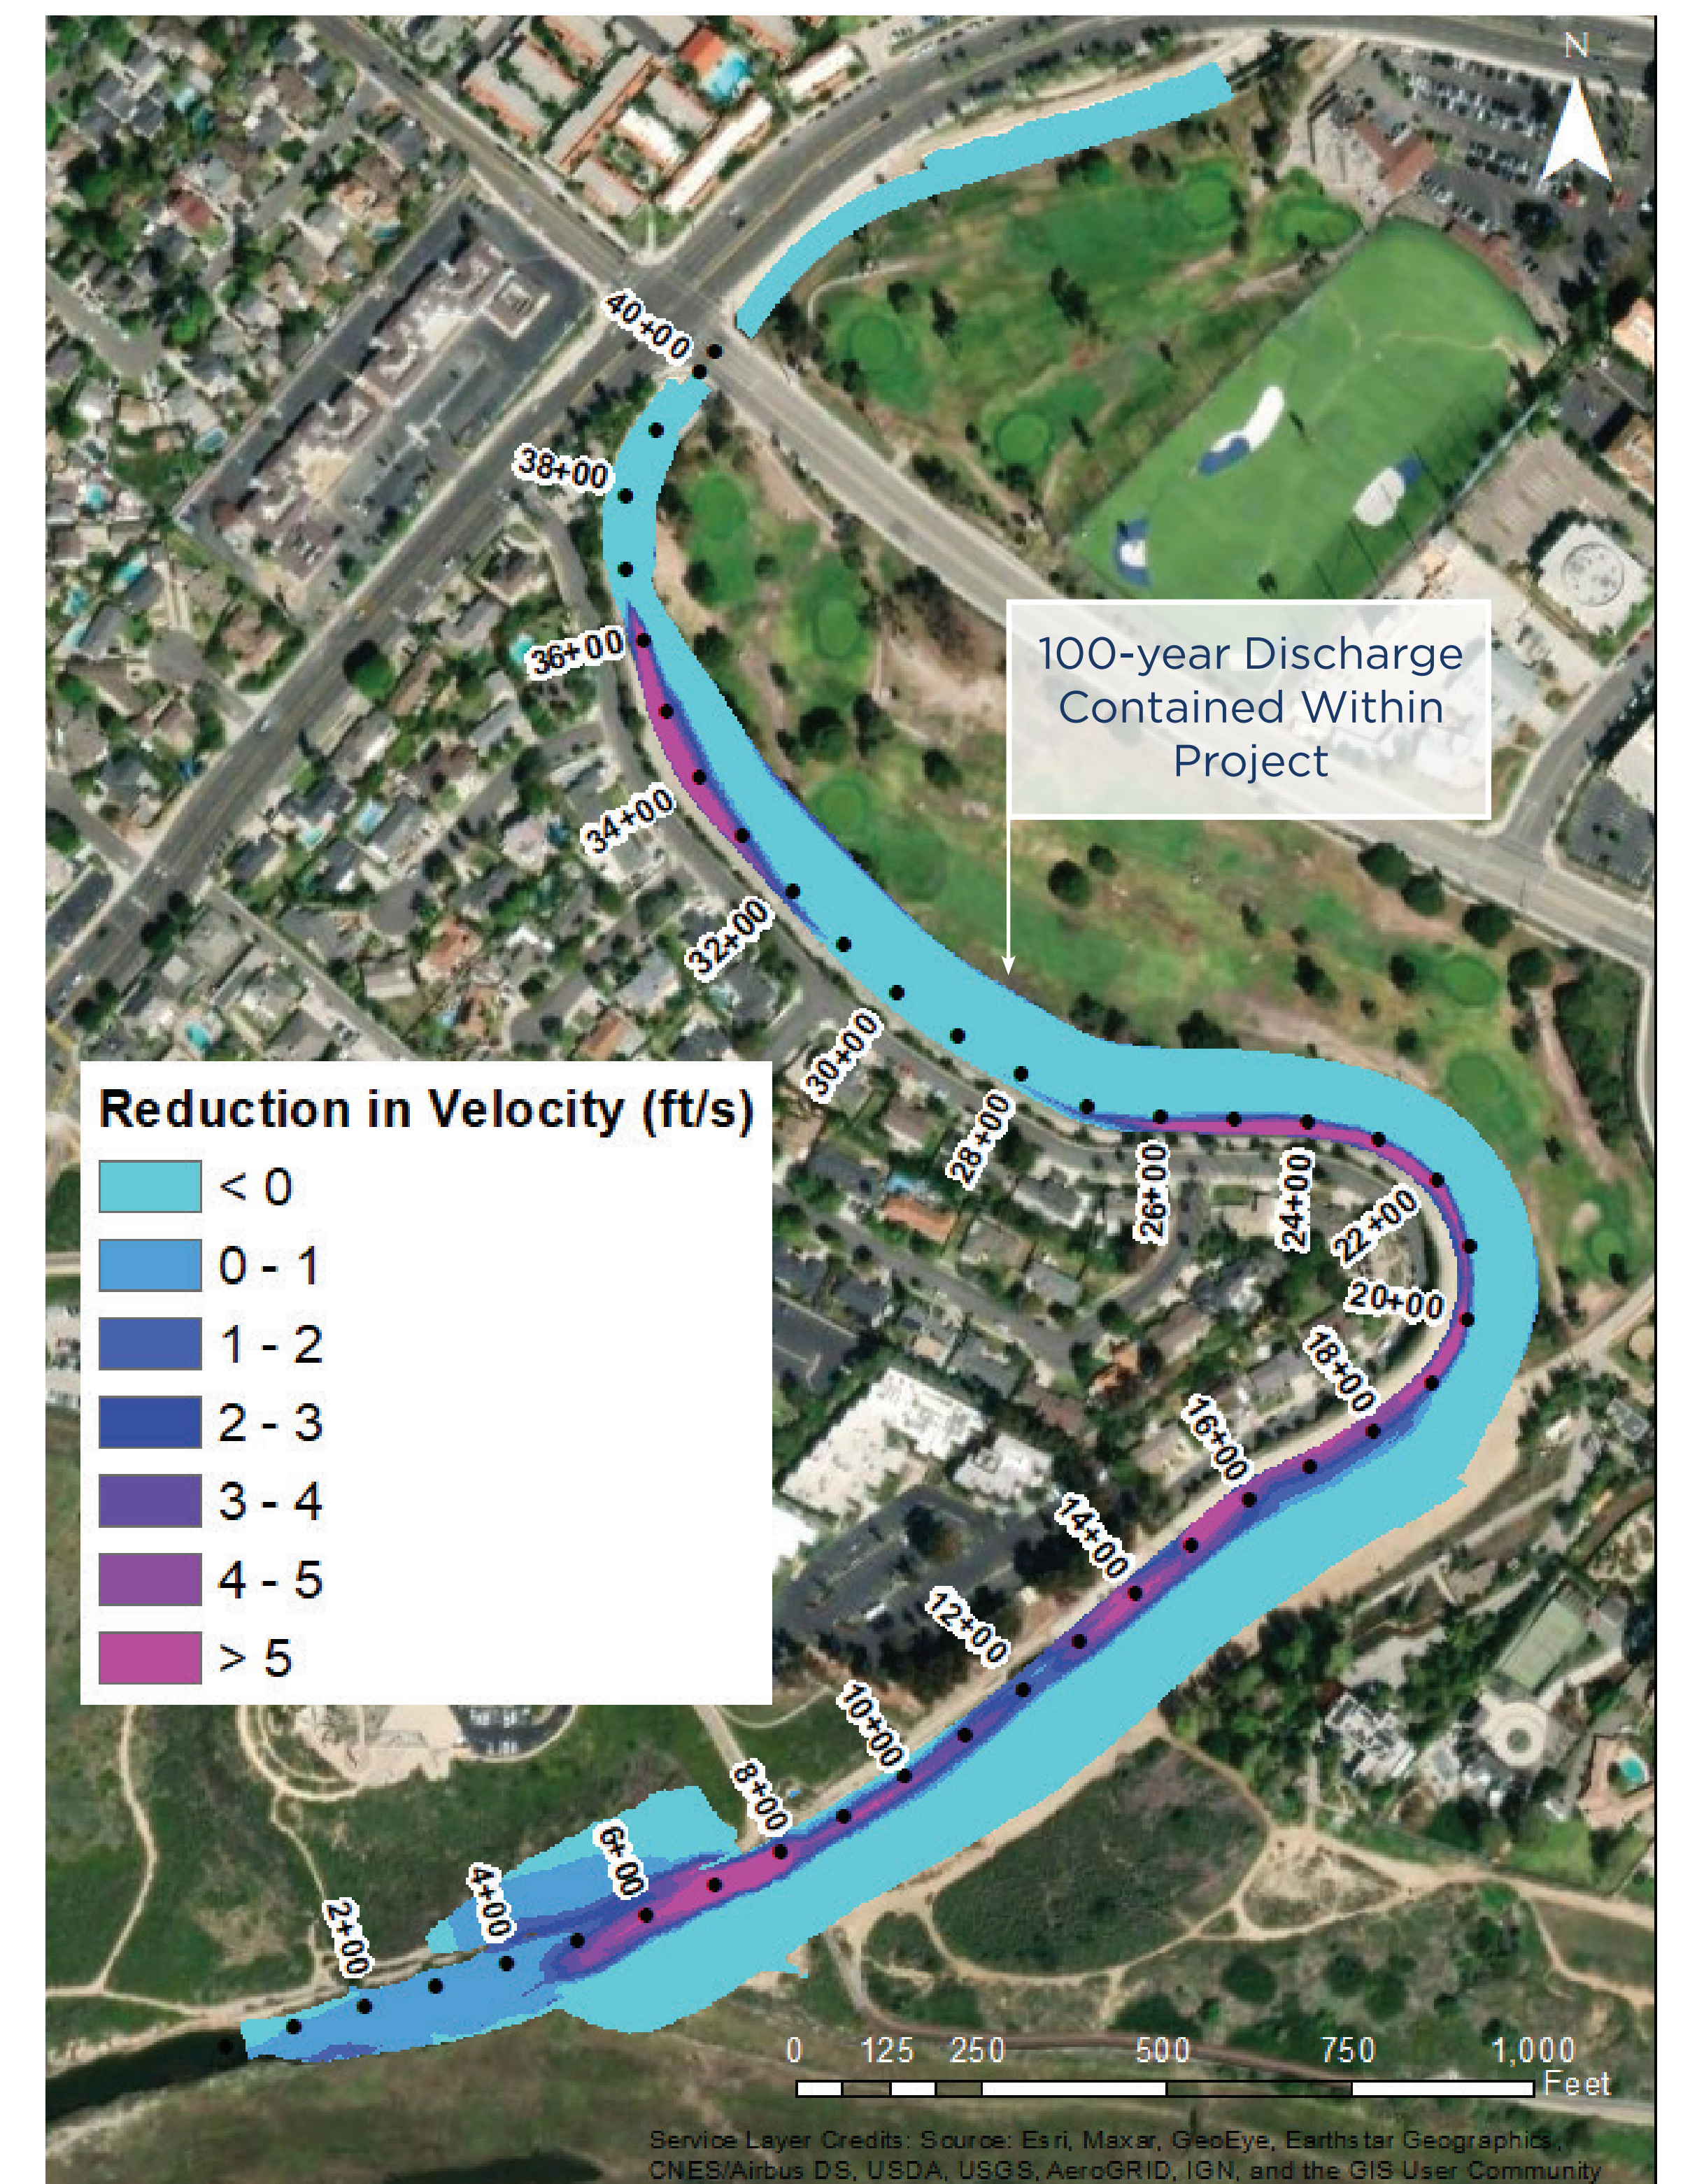 N
40+00
38+00
36+00
100-year Discharge
Contained Within
Project
34+00
32+00
30+00
28+00
26+00
24+00
22+00
20+00
18+00
16+00
14+00
12+00
10+00
8+00
6+00
4+00
2+00
Reduction in Velocity (ft/s)
< 0
0 - 1
1 - 2
2 - 3
3 - 4
4 - 5
> 5
0 125 250 500 750 1,000
Feet
Service Layer Credits: Source: Esri, Maxar, GeoEye, Earthstar Geographics,
CNES/Airbus DS, USDA, USGS, AeroGRID, IGN, and the GIS User Community